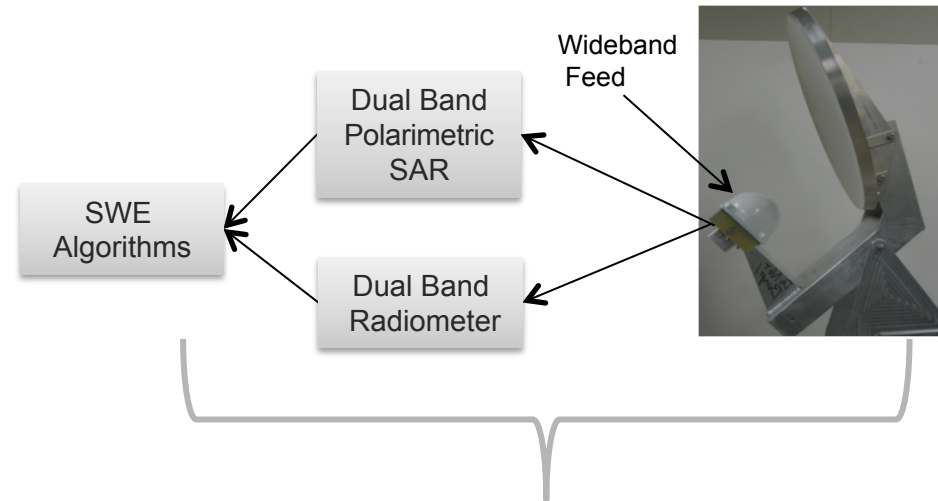 Wideband
Feed
Dual Band
Polarimetric
SAR
SWE
Algorithms
Dual Band
Radiometer